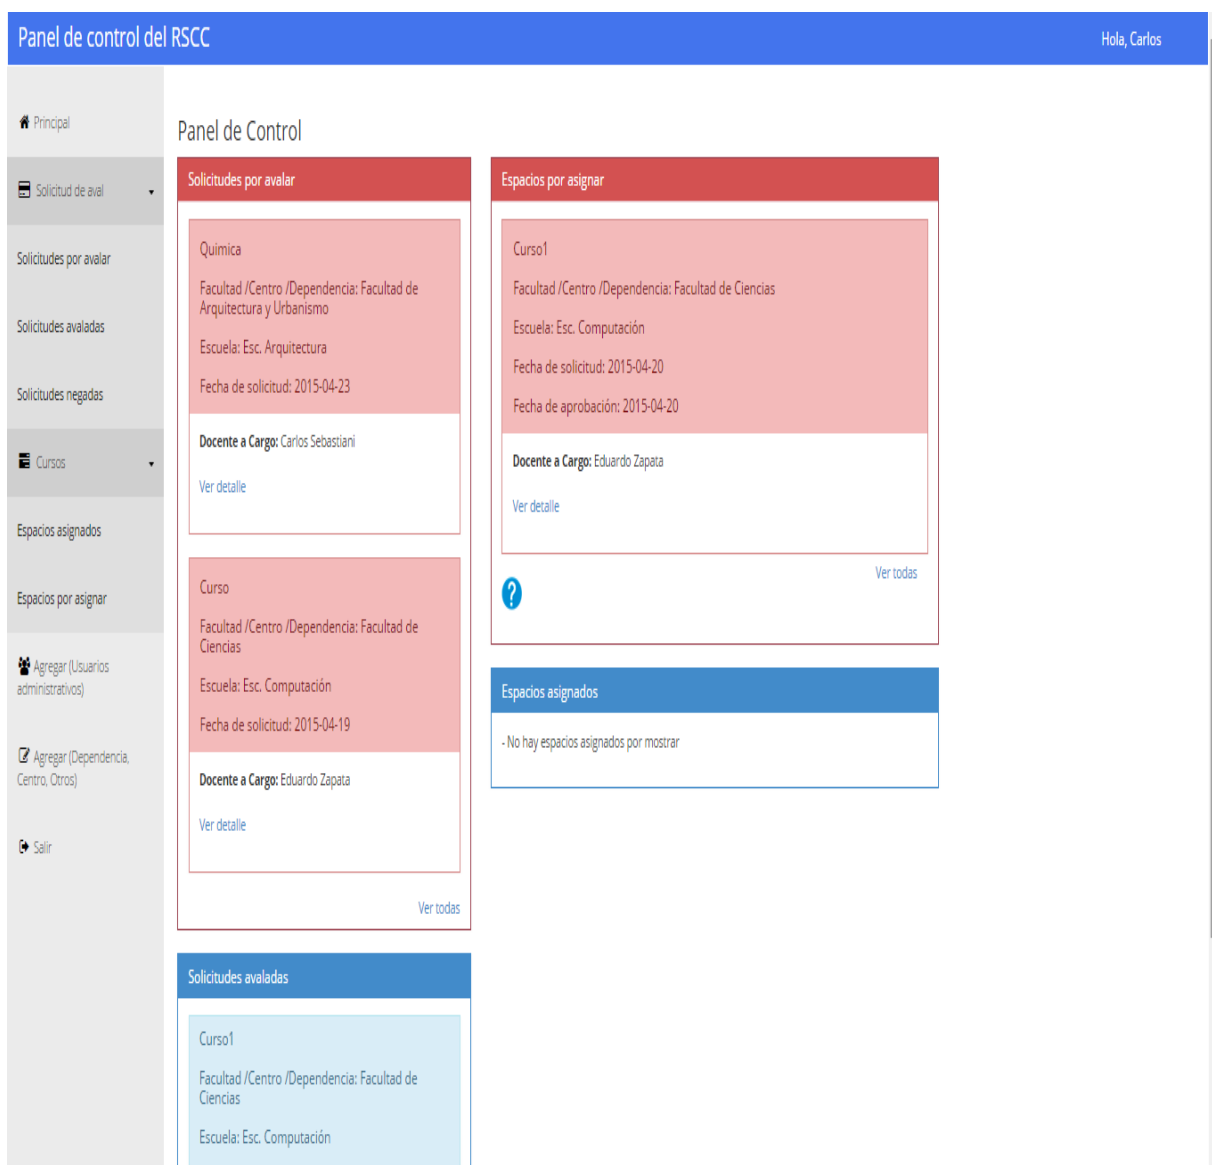 Panel de control del RSCC
Hola, Carlos
Principal
Solicitud de aval
Solicitudes por avalar
Solicitudes avaladas
Solicitudes negadas
Cursos
Espacios asignados
Espacios por asignar
Agregar (Usuarios
administrativos)
Agregar (Dependencia,
Centro, Otros)
Salir
Panel de Control
Solicitudes por avalar
Quimica
Facultad /Centro /Dependencia: Facultad de
Arquitectura y Urbanismo
Escuela: Esc. Arquitectura
Fecha de solicitud: 2015-04-23
Docente a Cargo: Carlos Sebastiani
Ver detalle
Curso
Facultad /Centro /Dependencia: Facultad de
Ciencias
Escuela: Esc. Computación
Fecha de solicitud: 2015-04-19
Docente a Cargo: Eduardo Zapata
Ver detalle
Ver todas
Solicitudes avaladas
Curso1
Facultad /Centro /Dependencia: Facultad de
Ciencias
Escuela: Esc. Computación
Espacios por asignar
Curso1
Facultad /Centro /Dependencia: Facultad de Ciencias
Escuela: Esc. Computación
Fecha de solicitud: 2015-04-20
Fecha de aprobación: 2015-04-20
Docente a Cargo: Eduardo Zapata
Ver detalle
Ver todas
?
Espacios asignados
- No hay espacios asignados por mostrar